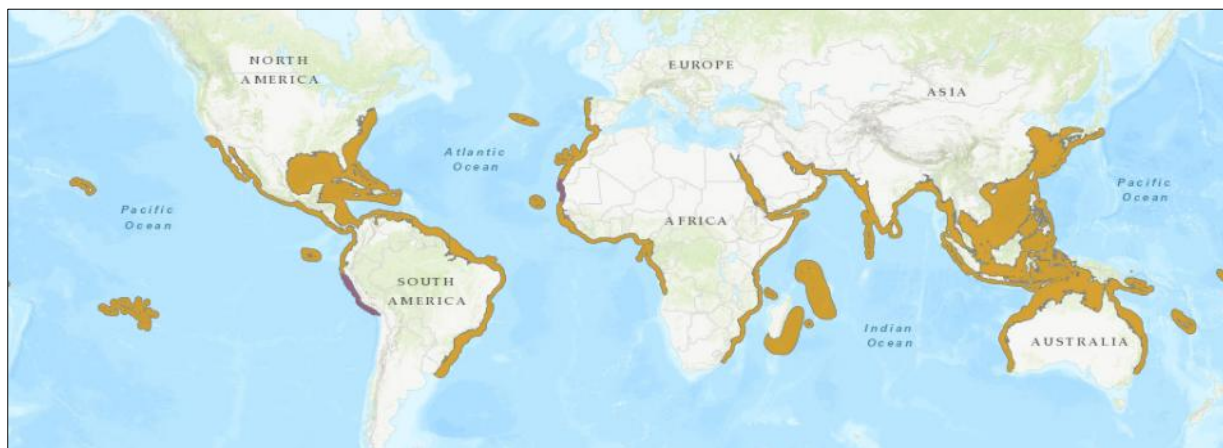 NORTH
AMERICA
EUROPE
ASIA
Atlantic
Ocean
Pacific
Ocean
Pacific
Ocean
AFRICA
SOUTH
AMERICA
Indian
Ocean
AUSTRALIA